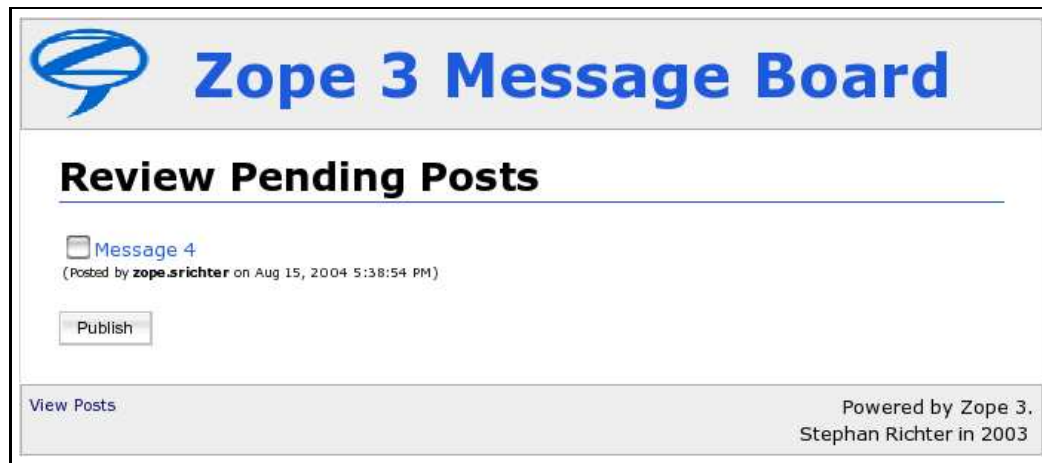 Zope 3 Message Board
Review Pending Posts
Message 4
(Posted by zope.srichter on Aug 15, 2004 5:38:54 PM)
Publish
View Posts
Powered by Zope 3.
Stephan Richter in 2003